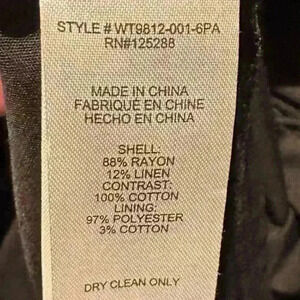 STYLE # WT9812-001-6PA
RN#125288
MADE IN CHINA
FABRIQUÉ EN CHINE
HECHO EN CHINA
SHELL:
88% RAYON
12% LINEN
CONTRAST:
100% COTTON
LINING:
97% POLYESTER
3% COTTON
DRY CLEAN ONLY